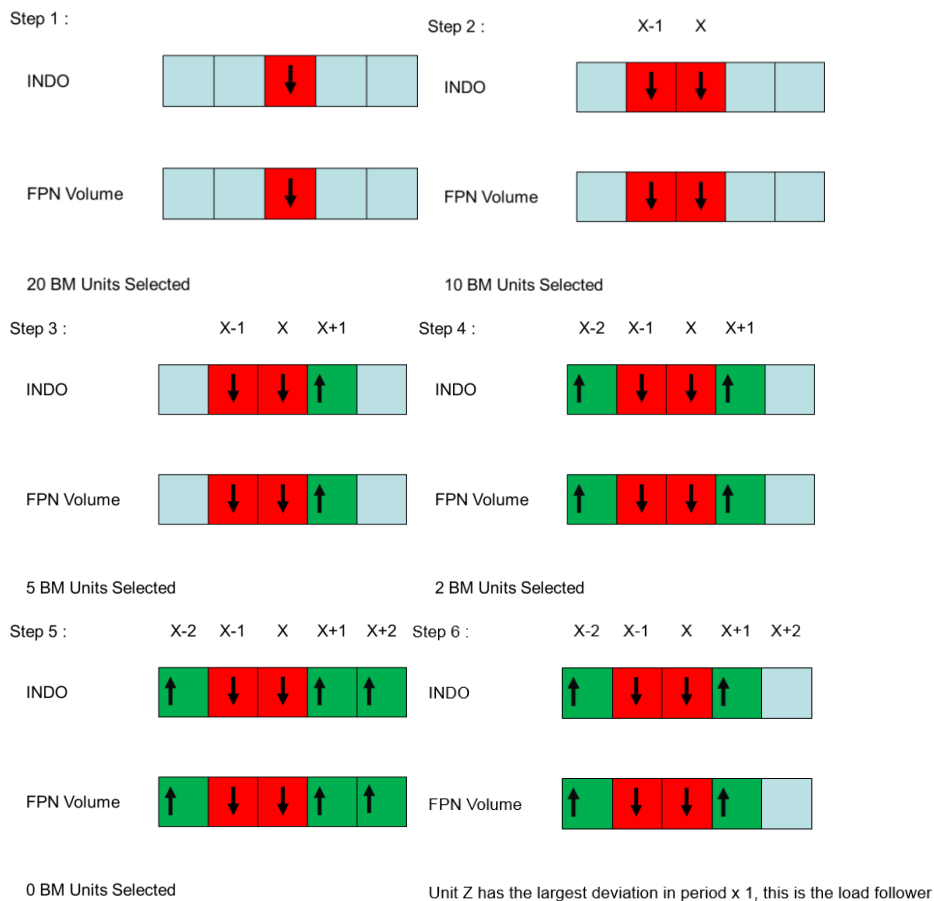 Step 1 :
INDO
FPN Volume
20 BM Units Selected
Step 2 :
X-1 X
INDO
FPN Volume
10 BM Units Selected
Step 3 :
X-1 X X+1
INDO
FPN Volume
5 BM Units Selected
Step 4 :
X-2 X-1 X X+1
INDO
FPN Volume
2 BM Units Selected
Step 5 :
X-2 X-1 X X+1 X+2
INDO
FPN Volume
0 BM Units Selected
Step 6 :
X-2 X-1 X X+1 X+2
INDO
FPN Volume
Unit Z has the largest deviation in period x 1, this is the load follower